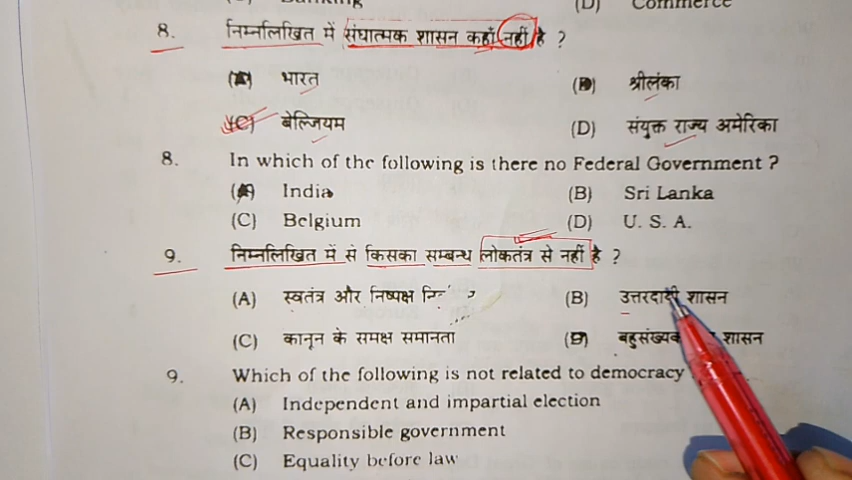 (D) Commerce
8. निम्नलिखित में संघात्मक शासन कहाँ नहीं है ?
(A) भारत (B) श्रीलंका
(C) बेल्जियम (D) संयुक्त राज्य अमेरिका
8. In which of the following is there no Federal Government ?
(A) India (B) Sri Lanka
(C) Belgium (D) U. S. A.
9. निम्नलिखित में से किसका सम्बन्ध लोकतंत्र से नहीं है ?
(A) स्वतंत्र और निष्पक्ष (B) उत्तरदायी शासन
(C) कानून के समक्ष समानता (D) शासन
9. Which of the following is not related to democracy
(A) Independent and impartial election
(B) Responsible government
(C) Equality before law